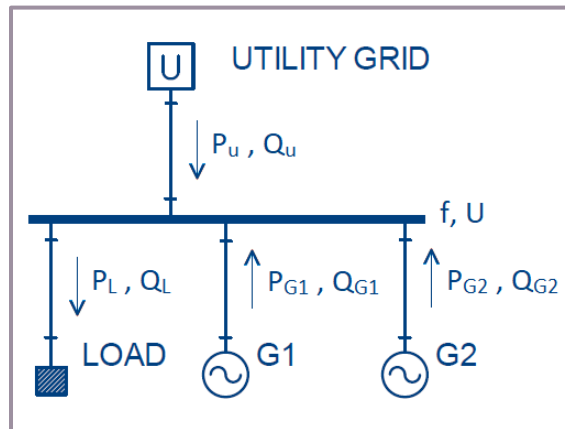 U UTILITY GRID
Pu , Qu
f, U
PL , QL PG1 , QG1 PG2 , QG2
LOAD G1 G2